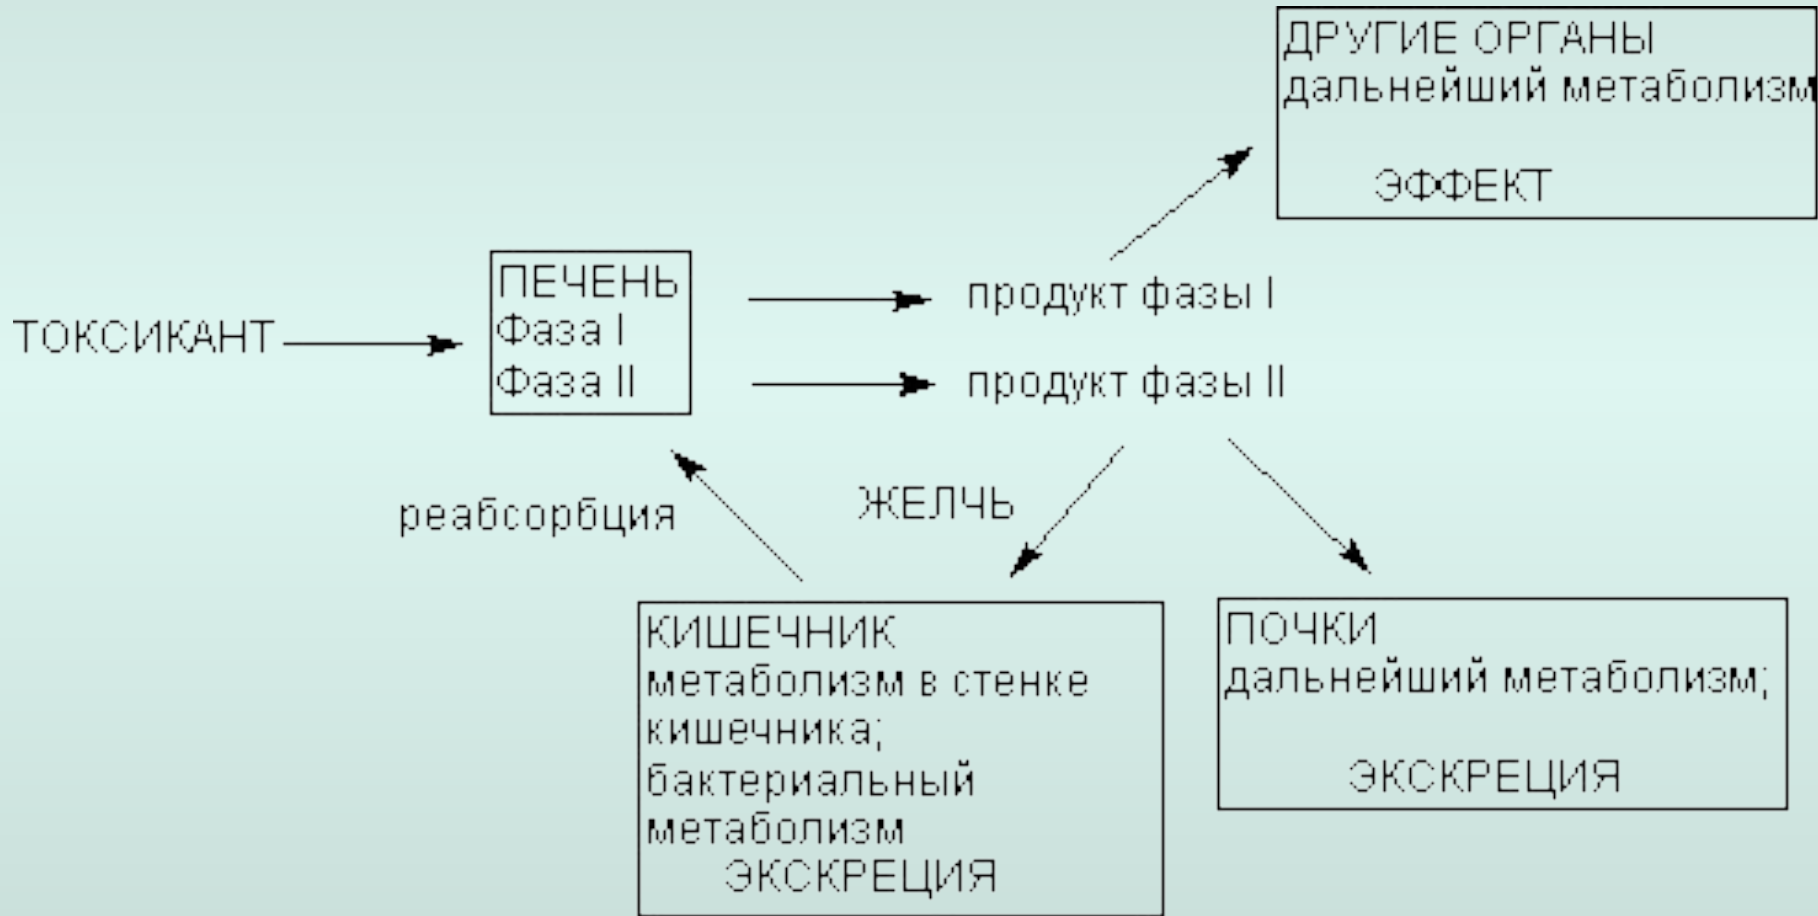 ДРУГИЕ ОРГАНЫ
дальнейший метаболизм
ЭФФЕКТ
ТОКСИКАНТ
ПЕЧЕНЬ
Фаза I
Фаза II
продукт фазы I
продукт фазы II
реабсорбция
ЖЕЛЧЬ
КИШЕЧНИК
метаболизм в стенке
кишечника;
бактериальный
метаболизм
ЭКСКРЕЦИЯ
ПОЧКИ
дальнейший метаболизм;
ЭКСКРЕЦИЯ